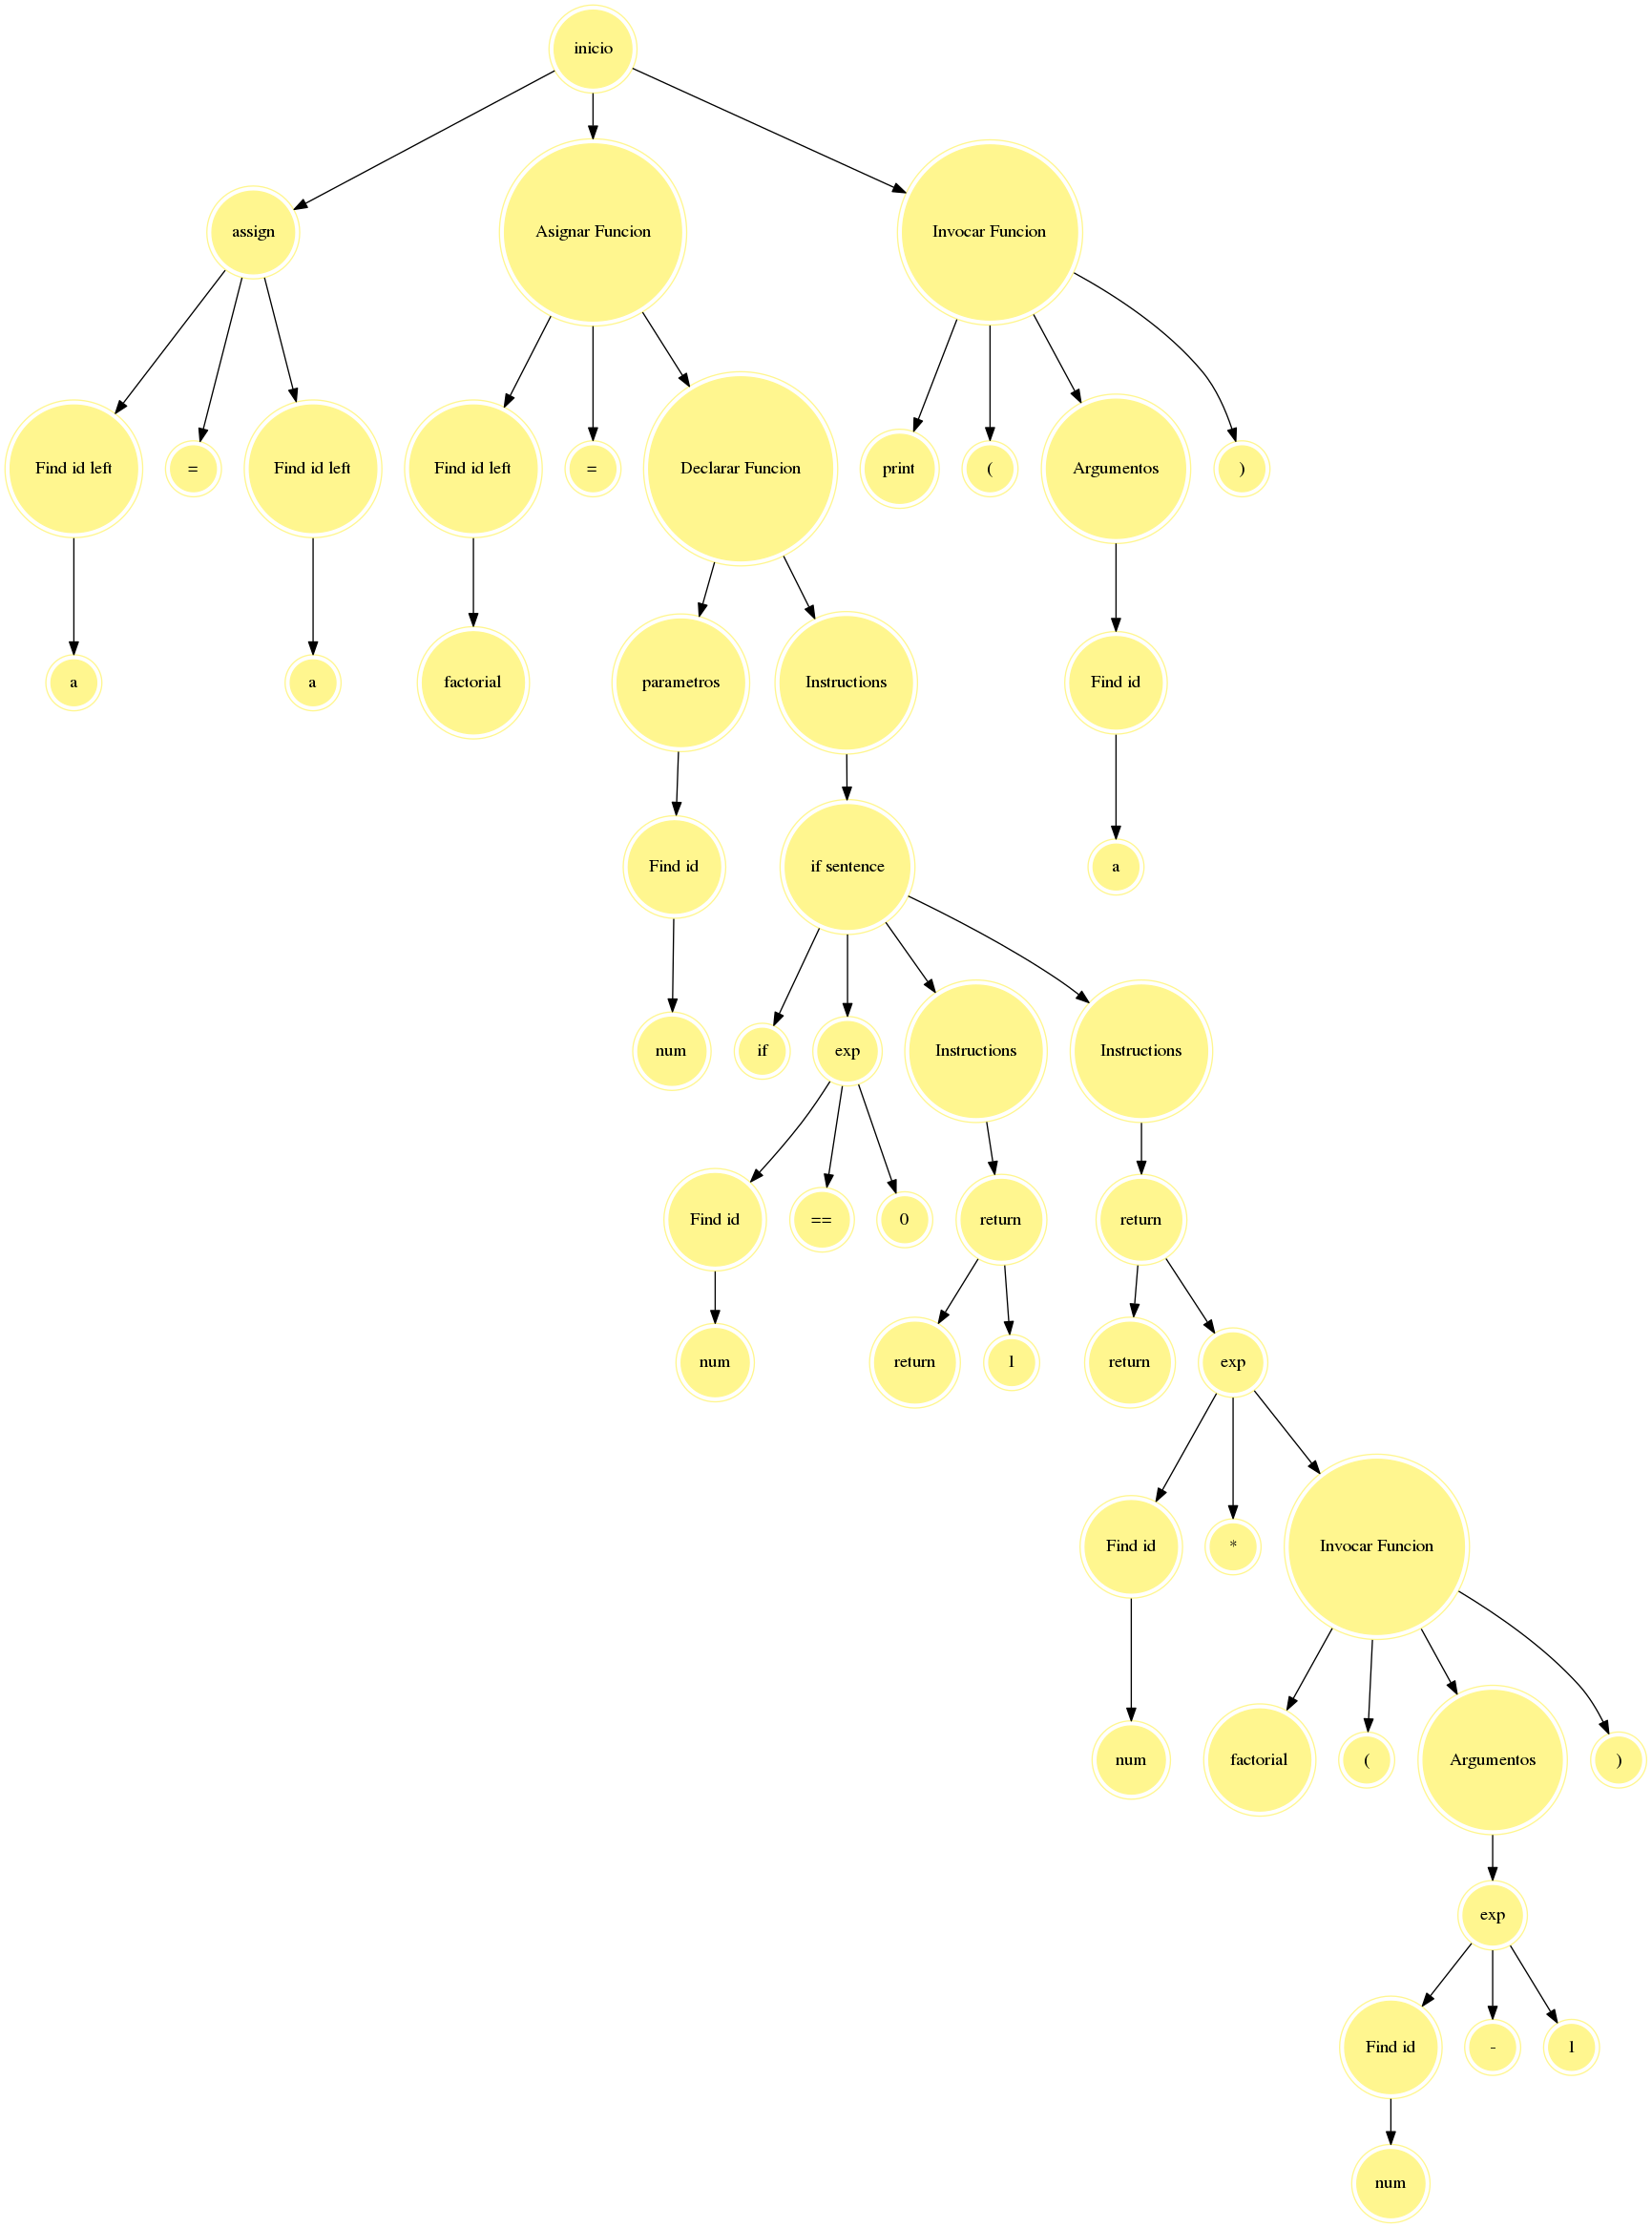 inicio
assign
Asignar Funcion
Invocar Funcion
Find id left
=
Find id left
Find id left
=
Declarar Funcion
print
(
Argumentos
)
a
a
factorial
parametros
Instructions
Find id
Find id
if sentence
a
num
if
exp
Instructions
Instructions
Find id
==
0
return
return
num
return
1
return
exp
Find id
*
Invocar Funcion
num
factorial
(
Argumentos
)
exp
Find id
-
1
num